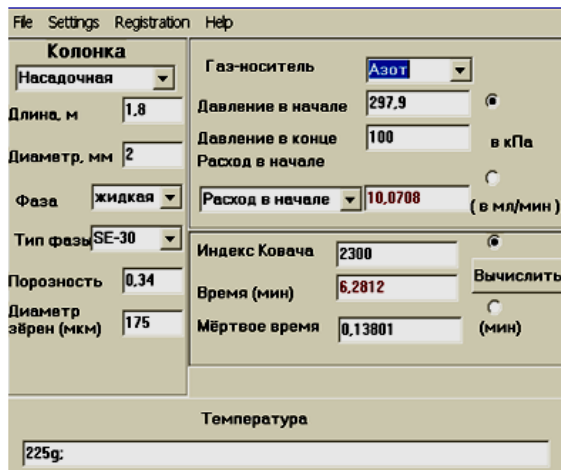 File Settings Registration Help
Колонка
Насадочная
Длина, м 1,8
Диаметр, мм 2
Фаза жидкая
Тип фазы SE-30
Порозность 0,34
Диаметр
зёрен (мкм) 175
Газ-носитель Азот
Давление в начале 297,9
Давление в конце 100 в кПа
Расход в начале
Расход в начале 10,0708 ( в мл/мин )
Индекс Ковача 2300
Время (мин) 6,2812 Вычислить
Мёртвое время 0,13801 (мин)
Температура
225g;